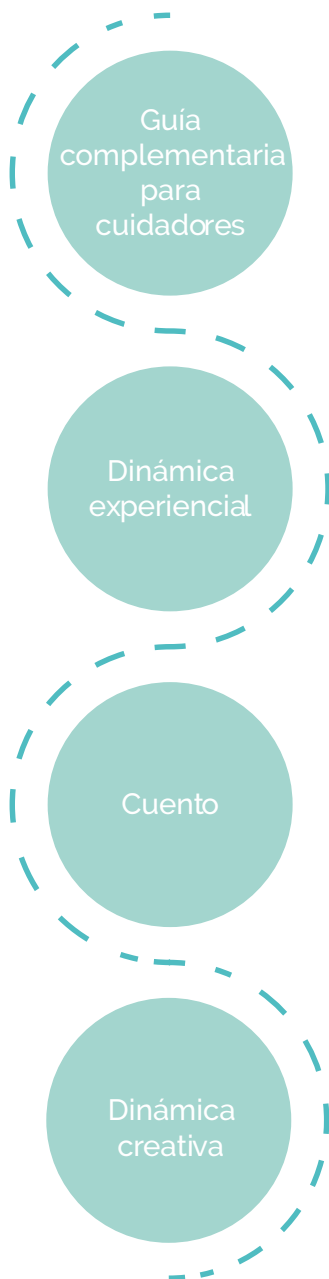 Guía
complementaria
para
cuidadores
Dinámica
experiencial
Cuento
Dinámica
creativa